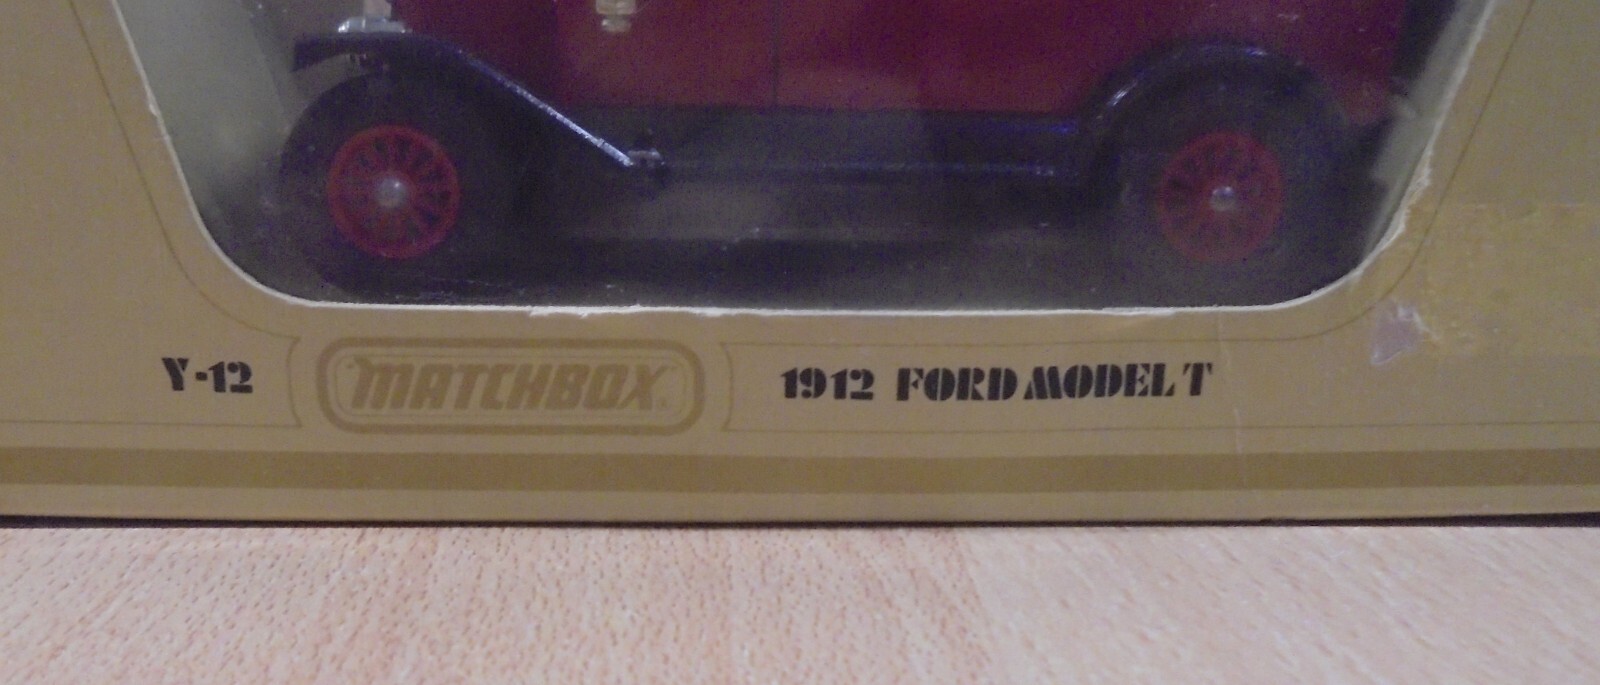 Y-12 MATCHBOX 1912 FORD MODEL T